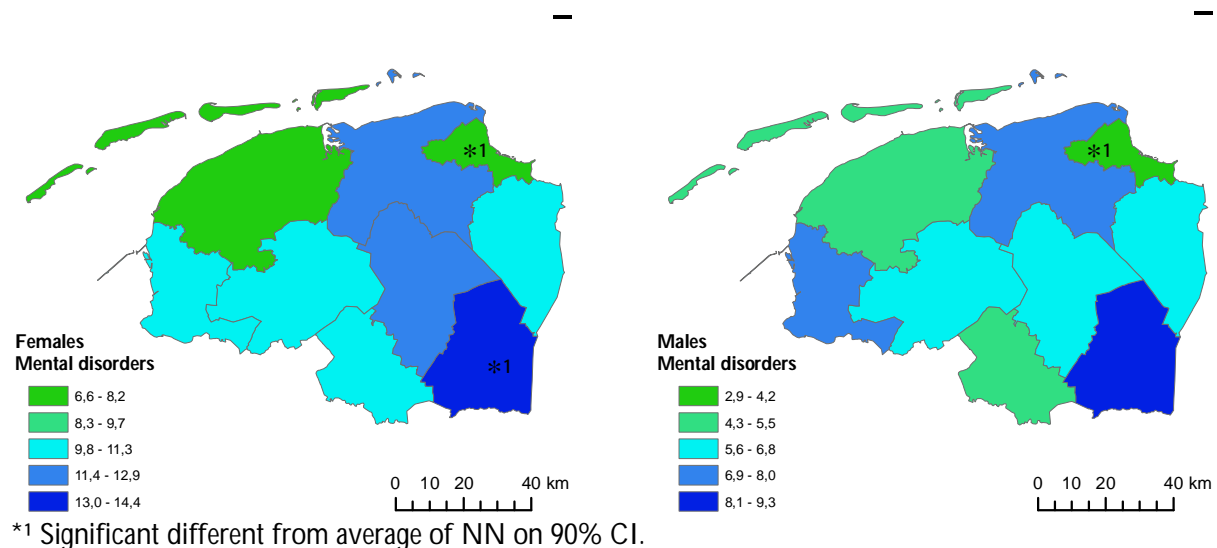 *1
*1
Females
Mental disorders
6,6 - 8,2
8,3 - 9,7
9,8 - 11,3
11,4 - 12,9
13,0 - 14,4
0 10 20 40 km
*1
Males
Mental disorders
2,9 - 4,2
4,3 - 5,5
5,6 - 6,8
6,9 - 8,0
8,1 - 9,3
0 10 20 40 km
*1 Significant different from average of NN on 90% CI.